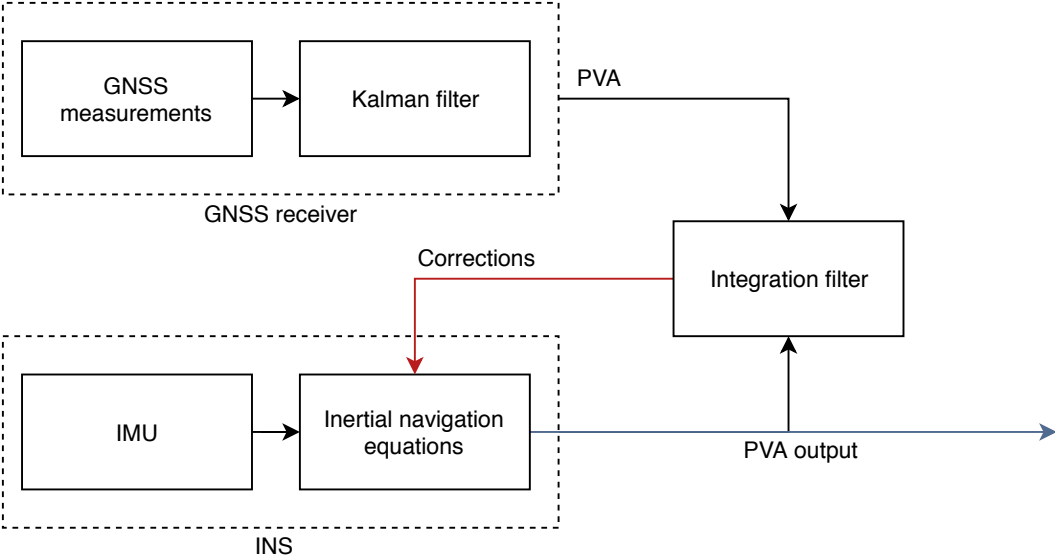 GNSS
measurements
Kalman filter
PVA
GNSS receiver
Corrections
Integration filter
IMU
Inertial navigation
equations
PVA output
INS